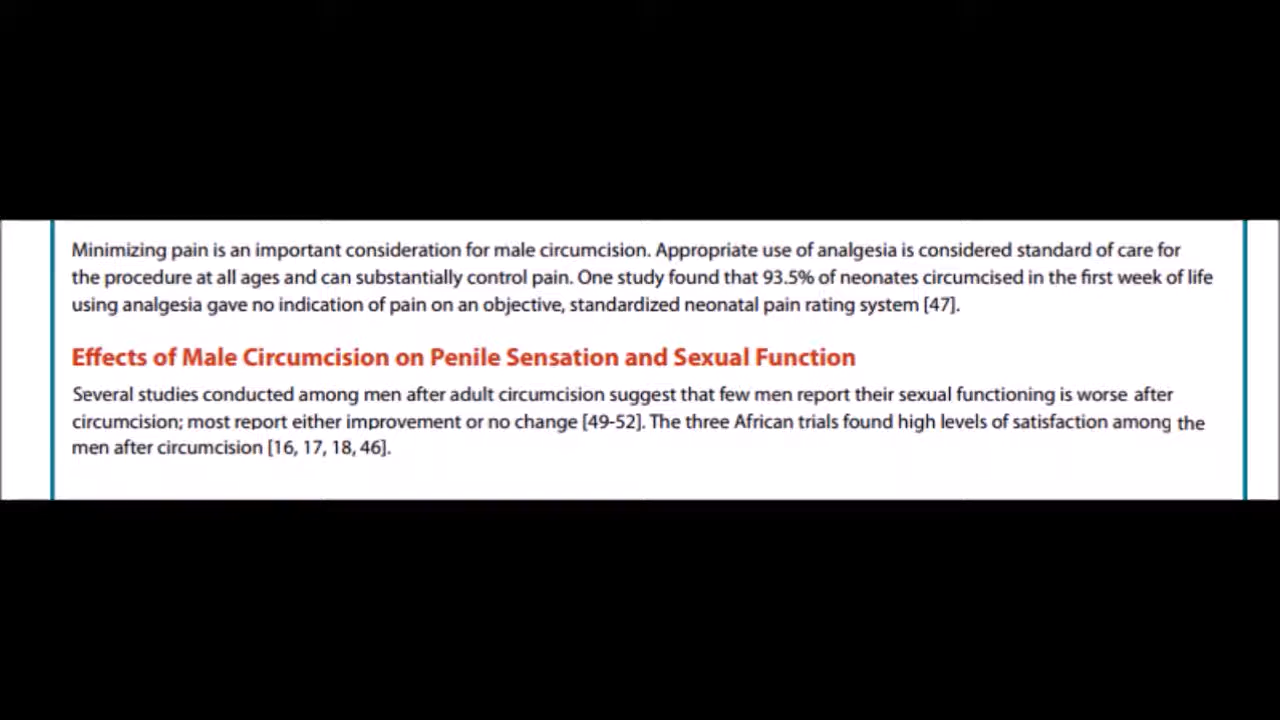 Minimizing pain is an important consideration for male circumcision. Appropriate use of analgesia is considered standard of care for
the procedure at all ages and can substantially control pain. One study found that 93.5% of neonates circumcised in the first week of life
using analgesia gave no indication of pain on an objective, standardized neonatal pain rating system [47].
Effects of Male Circumcision on Penile Sensation and Sexual Function
Several studies conducted among men after adult circumcision suggest that few men report their sexual functioning is worse after
circumcision; most report either improvement or no change [49-52]. The three African trials found high levels of satisfaction among the
men after circumcision [16, 17, 18, 46].